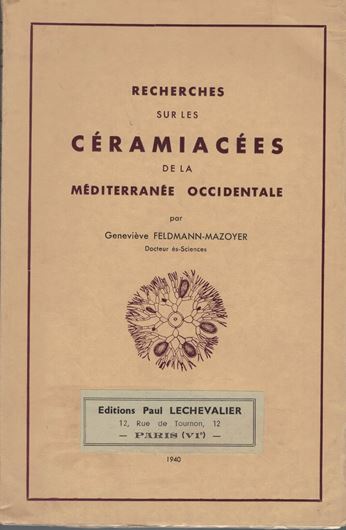 RECHERCHES
SUR LES
CÉRAMIACÉES
DE LA
MÉDITERRANÉE OCCIDENTALE
par
Geneviève FELDMANN-MAZOYER
Docteur ès-Sciences
Editions Paul LECHEVALIER
12, Rue de Tournon, 12
— PARIS (VIe) —
1940